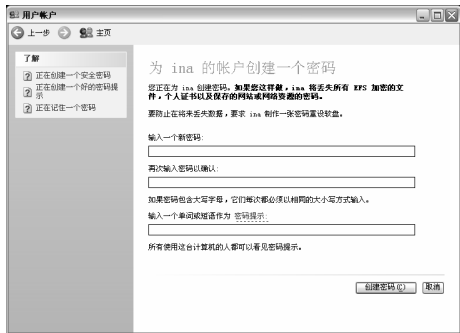 用户帐户
上一步 主页
了解
正在创建一个安全密码
正在创建一个好的密码提
示
正在记住一个密码
为 ina 的帐户创建一个密码
您正在为 ina 创建密码。如果您这样做，ina 将丢失所有 EFS 加密的文
件，个人证书以及保存的网站或网络资源的密码。
要防止在将来丢失数据，要求 ina 制作一张密码重设软盘。
输入一个新密码:
再次输入密码以确认:
如果密码包含大写字母，它们每次都必须以相同的大小写方式输入。
输入一个单词或短语作为 密码提示:
所有使用这台计算机的人都可以看见密码提示。
创建密码(C) 取消